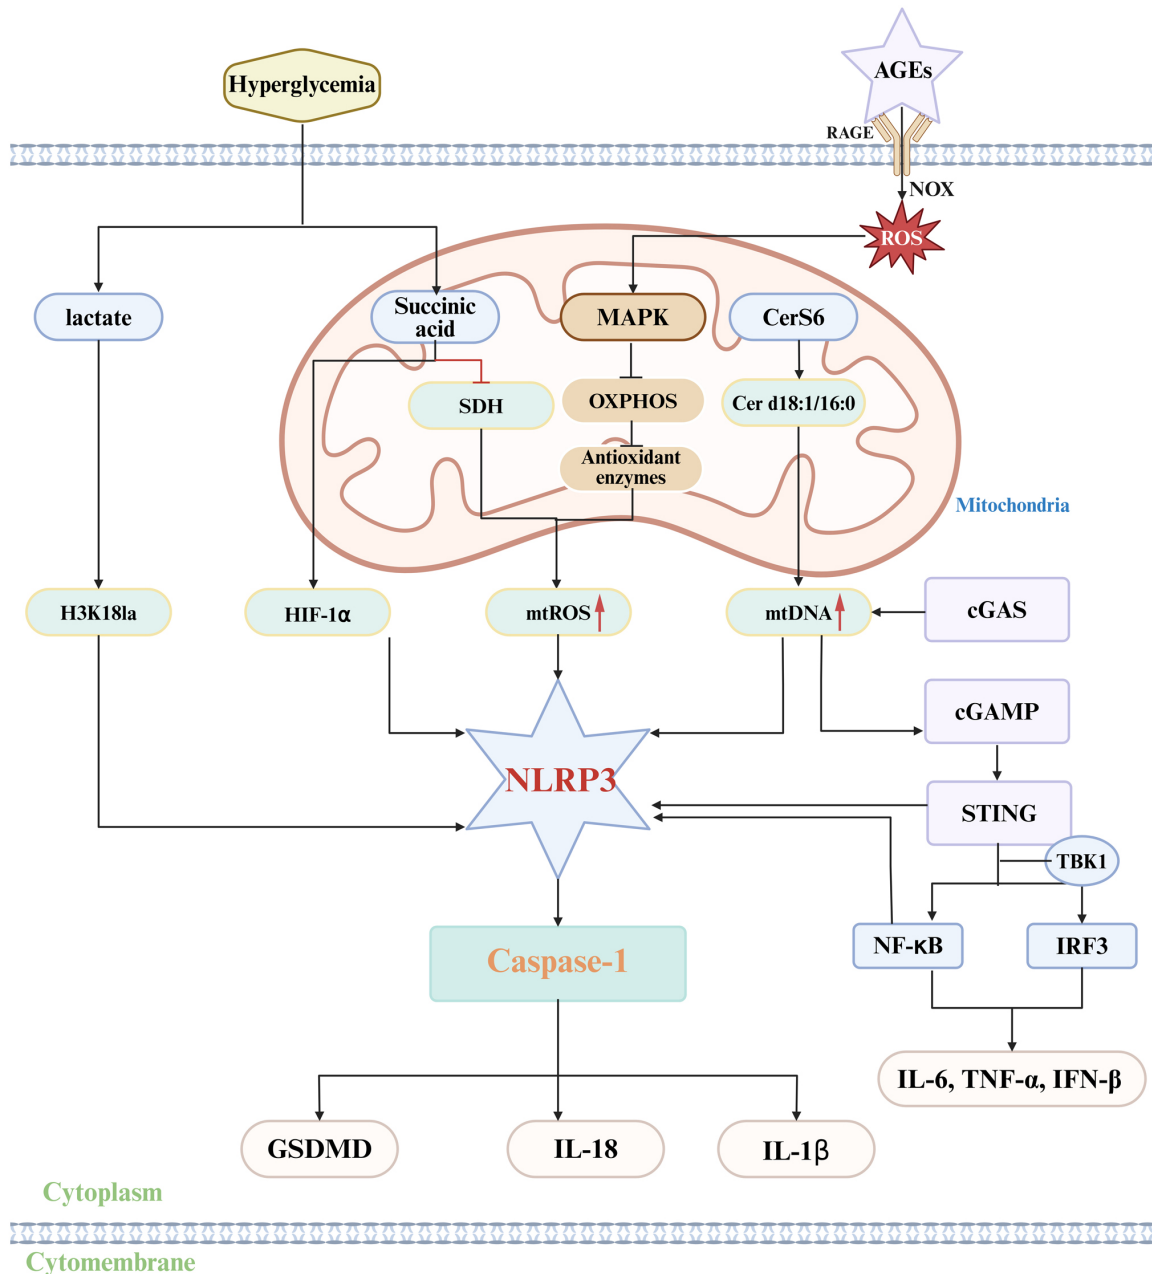 AGEs
Hyperglycemia
RAGE
NOX
ROS
lactate
Succinic
acid
MAPK
CerS6
SDH
OXPHOS
Cer d18:1/16:0
Antioxidant
enzymes
Mitochondria
H3K18la
HIF-1α
mtROS
mtDNA
cGAS
cGAMP
NLRP3
STING
TBK1
NF-κB
IRF3
Caspase-1
IL-6, TNF-α, IFN-β
GSDMD
IL-18
IL-1β
Cytoplasm
Cytomembrane